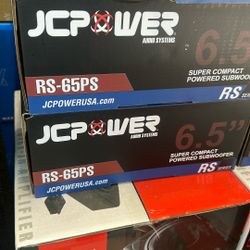 JCPOWER
AUDIO SYSTEMS
6.5
RS-65PS
SUPER COMPACT
POWERED SUBWOOFER
JCPOWERUSA.com
RS
JCPOWER
AUDIO SYSTEMS
6.5"
RS-65PS
SUPER COMPACT
POWERED SUBWOOFER
JCPOWERUSA.com
RS SERIES